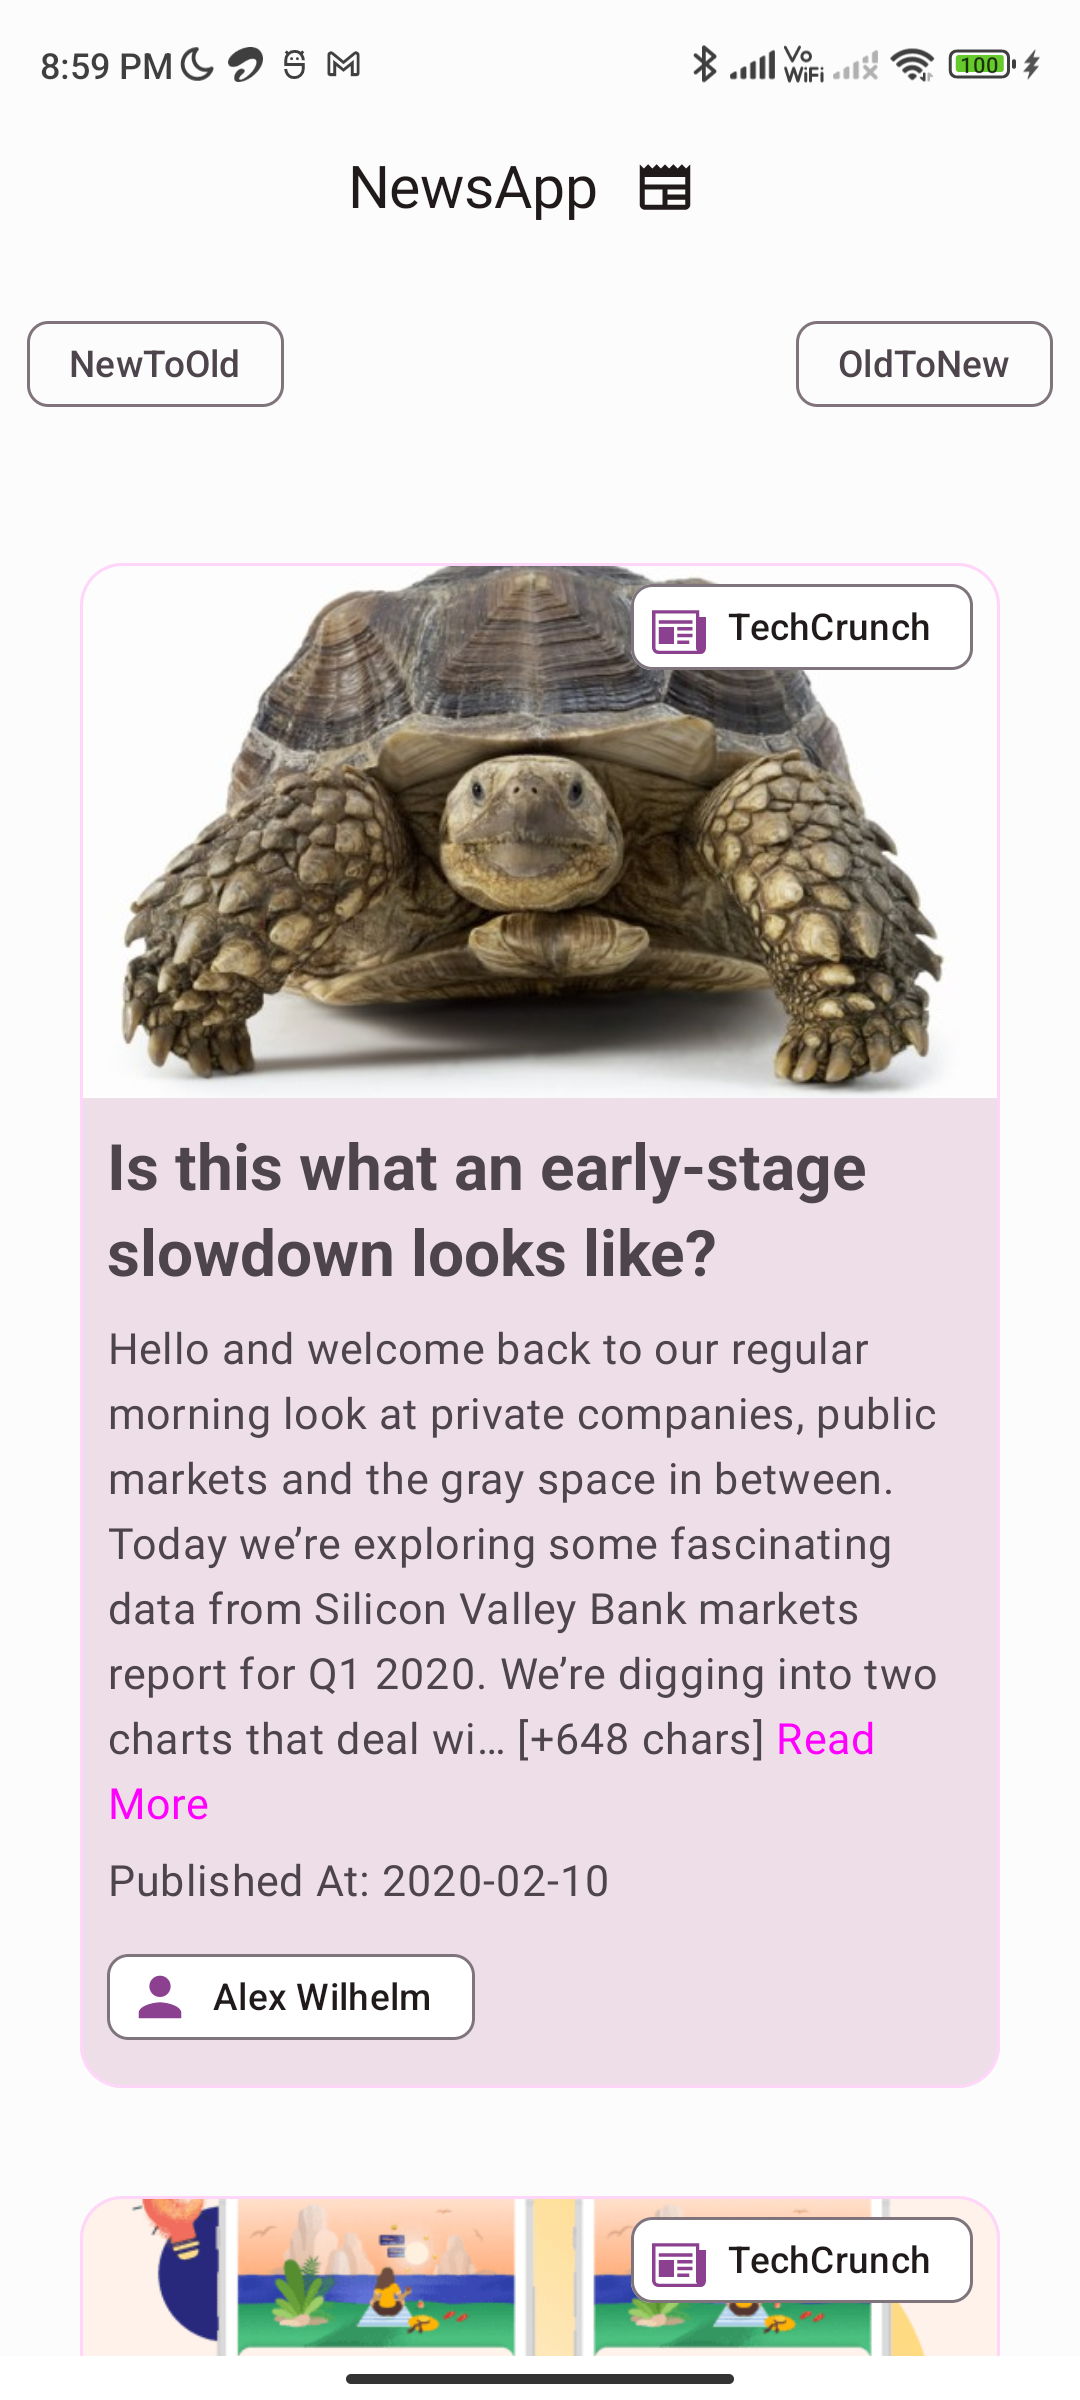 8:59 PM
Vo
WiFi
100
NewsApp
NewToOld
OldToNew
TechCrunch
Is this what an early-stage
slowdown looks like?
Hello and welcome back to our regular
morning look at private companies, public
markets and the gray space in between.
Today we’re exploring some fascinating
data from Silicon Valley Bank markets
report for Q1 2020. We’re digging into two
charts that deal wi… [+648 chars] Read
More
Published At: 2020-02-10
Alex Wilhelm
TechCrunch